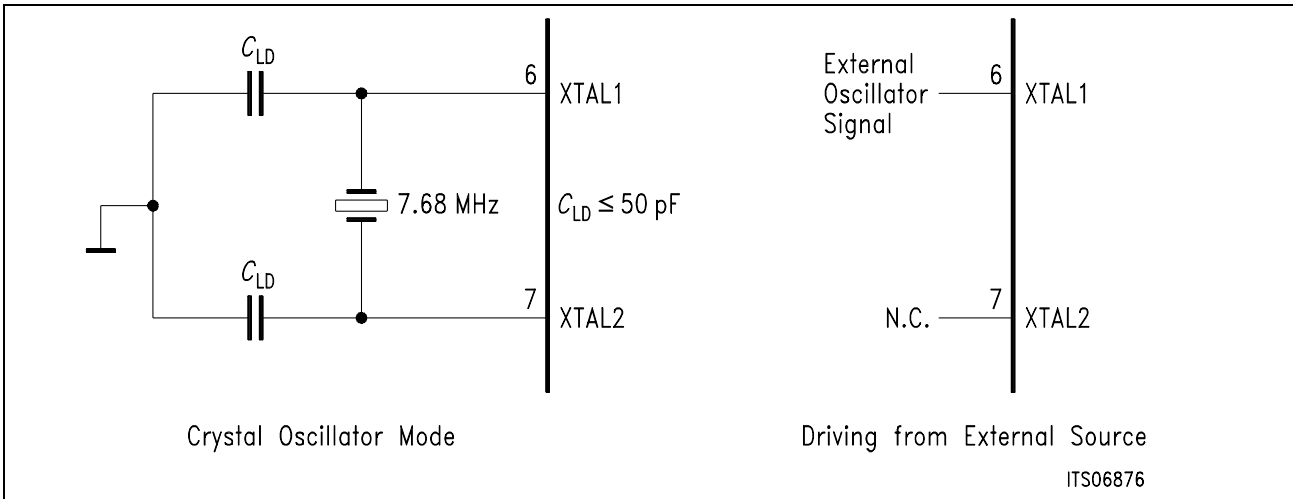 C_LD
6
XTAL1
7.68 MHz
C_LD ≤ 50 pF
C_LD
7
XTAL2
Crystal Oscillator Mode
External
Oscillator
Signal
6
XTAL1
N.C.
7
XTAL2
Driving from External Source
ITS06876